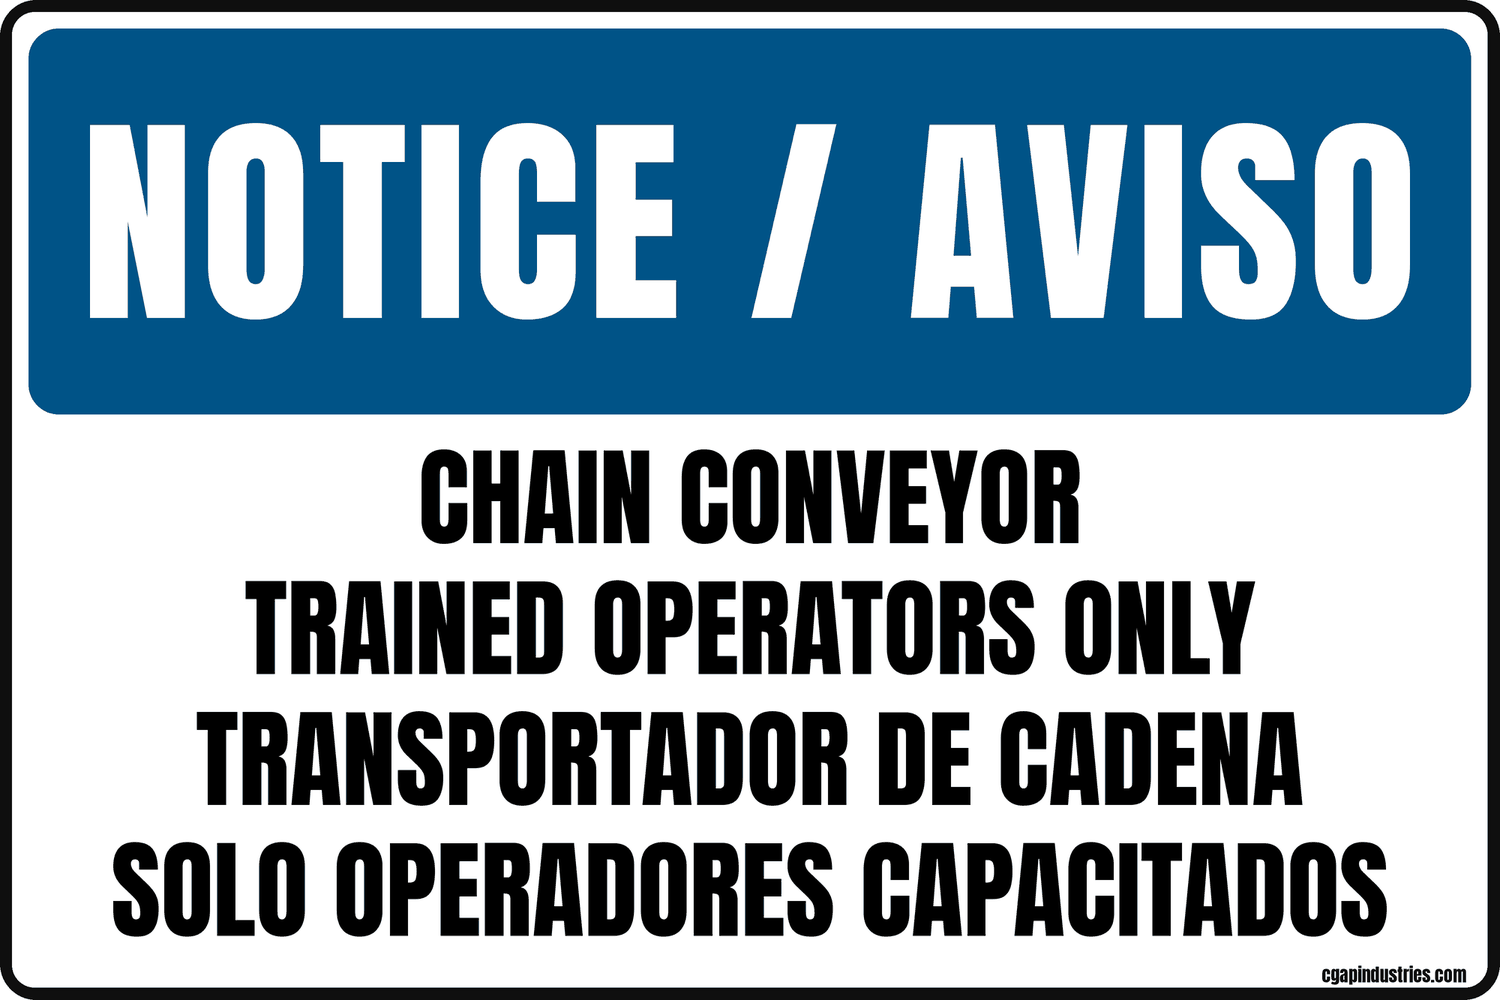 NOTICE / AVISO
CHAIN CONVEYOR
TRAINED OPERATORS ONLY
TRANSPORTADOR DE CADENA
SOLO OPERADORES CAPACITADOS
cgapindustries.com